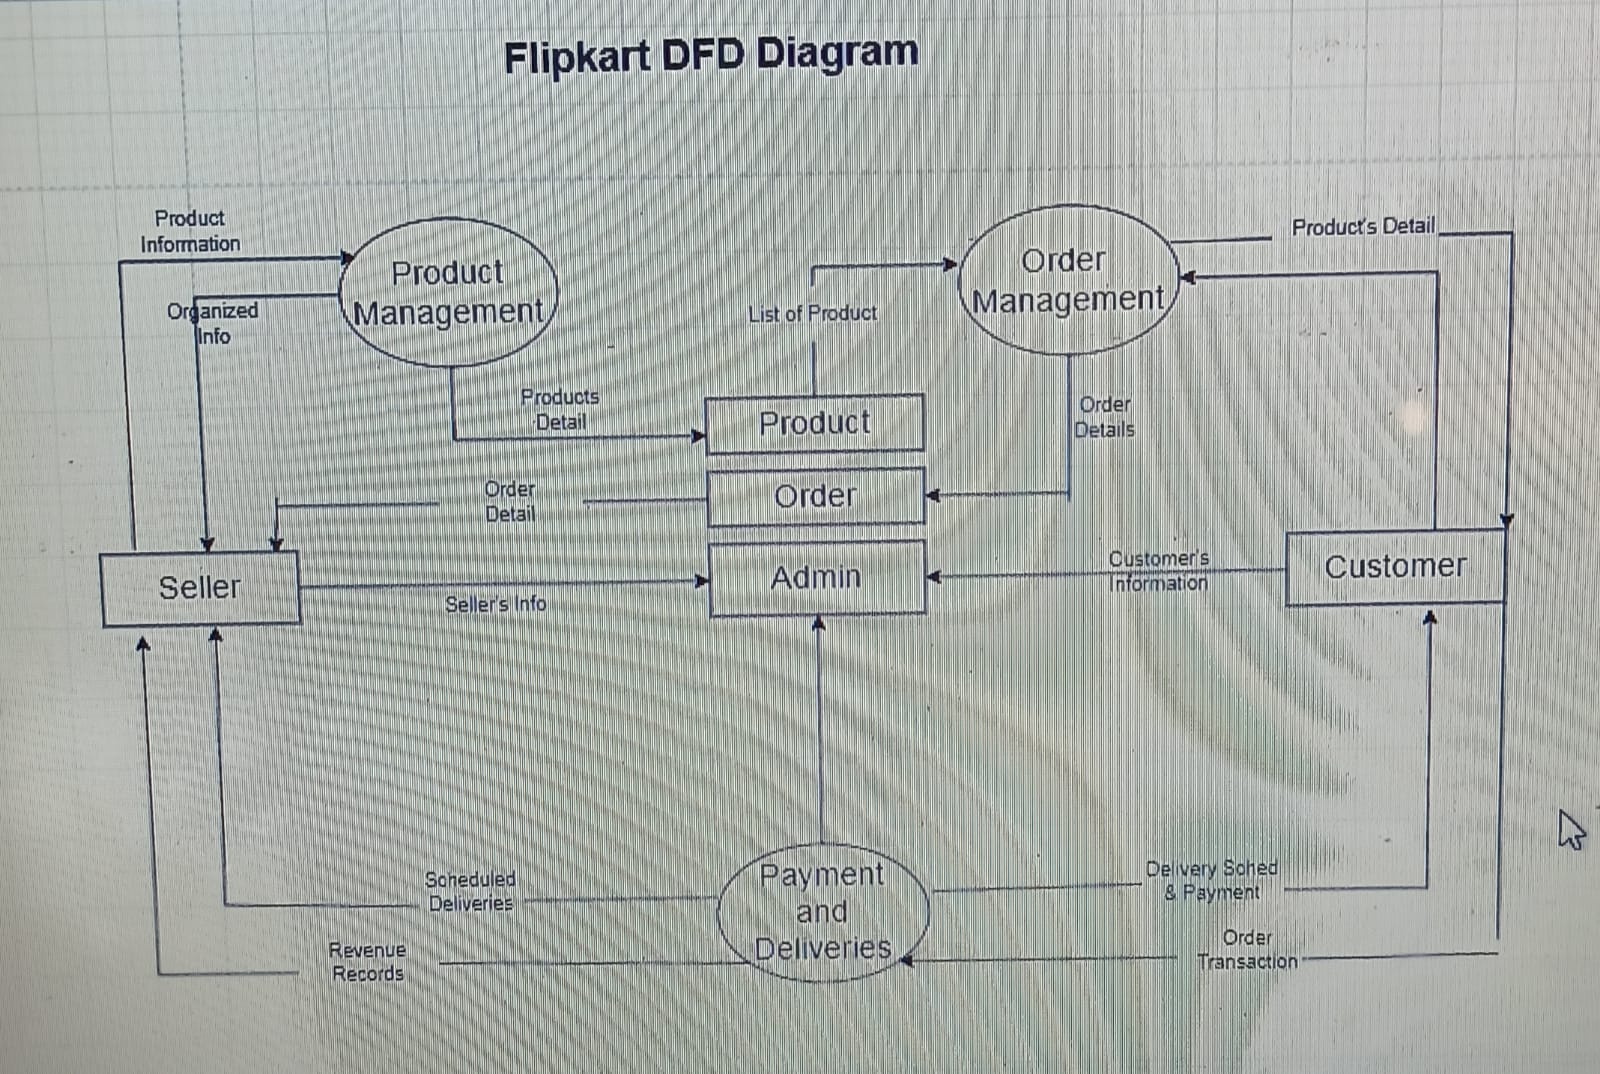 Flipkart DFD Diagram
Product
Information
Product
Management
Organized
Info
List of Product
Order
Management
Product's Detail
Products
Detail
Product
Order
Details
Order
Detail
Order
Seller
Seller's Info
Admin
Customer's
Information
Customer
Scheduled
Deliveries
Payment
and
Deliveries
Delivery Sched
& Payment
Revenue
Records
Order
Transaction